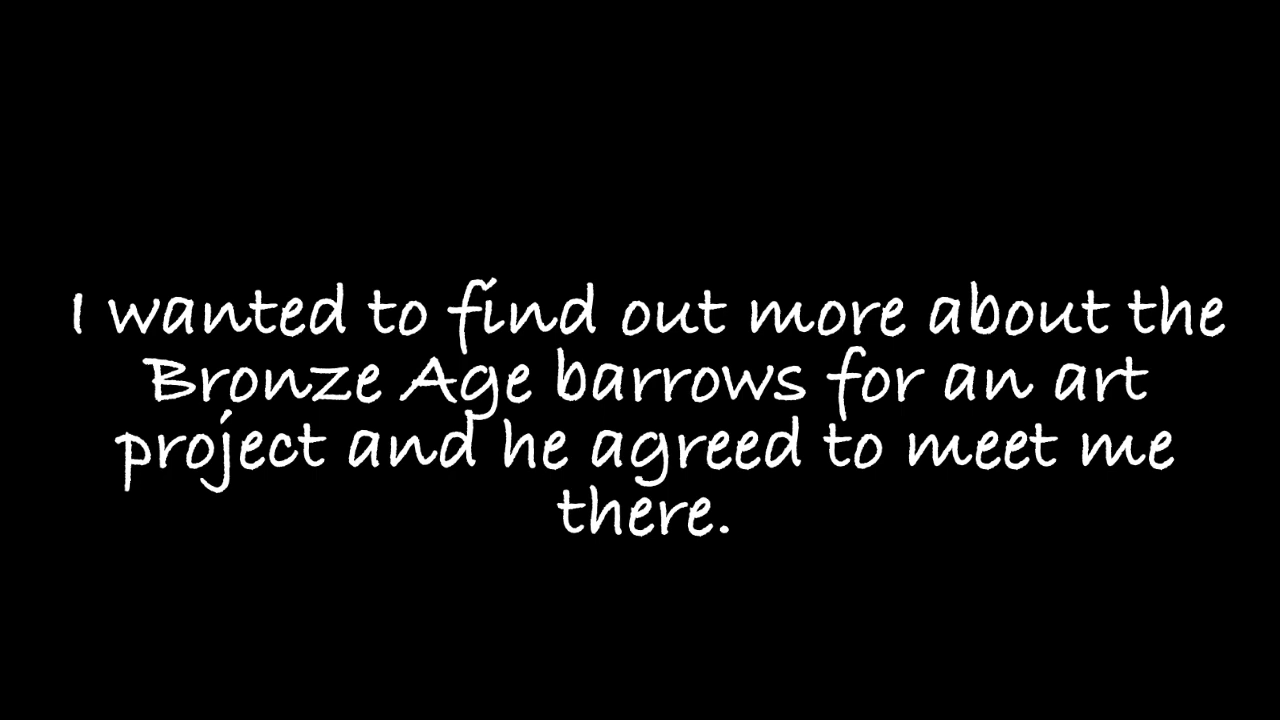 I wanted to find out more about the
Bronze Age barrows for an art
project and he agreed to meet me
there.